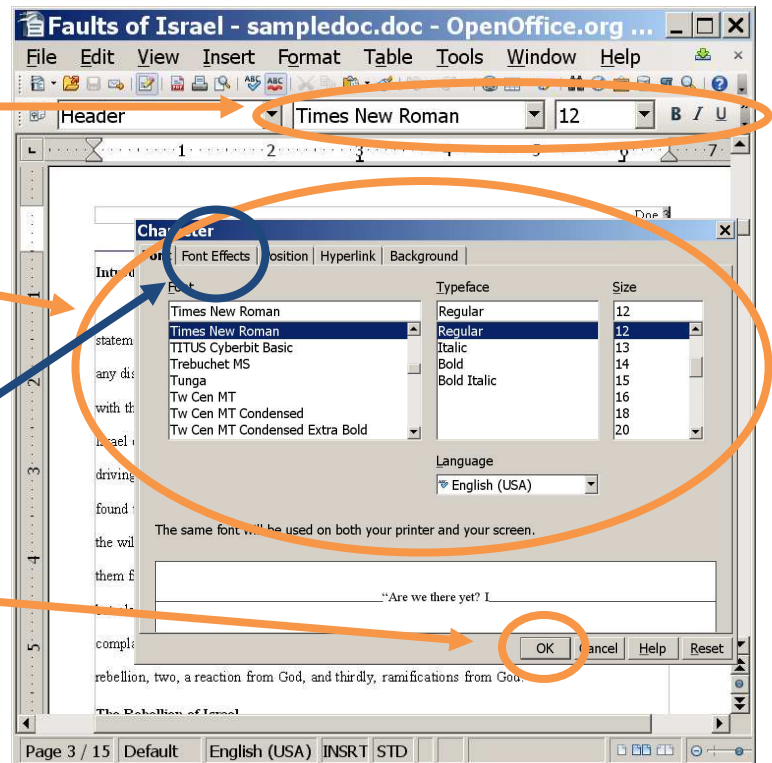 Faults of Israel - sampledoc.doc - OpenOffice.org ...
File Edit View Insert Format Table Tools Window Help
Header Times New Roman 12 B I U
1 2 3 4 5 6 7
Doe 3
Character
Font Effects Position Hyperlink Background
Font Typeface Size
Times New Roman Regular 12
Times New Roman Regular 12
TITUS Cyberbit Basic Italic 13
Trebuchet MS Bold 14
Tunga Bold Italic 15
Tw Cen MT 16
Tw Cen MT Condensed 18
Tw Cen MT Condensed Extra Bold 20
Language
English (USA)
The same font will be used on both your printer and your screen.
"Are we there yet? I
OK Cancel Help Reset
Introd
statem
any dis
with th
Israel
driving
found
the wil
them f
compla
rebellion, two, a reaction from God, and thirdly, ramifications from God.
The Rebellion of Israel
1
2
3
4
5
Page 3 / 15 Default English (USA) INSRT STD